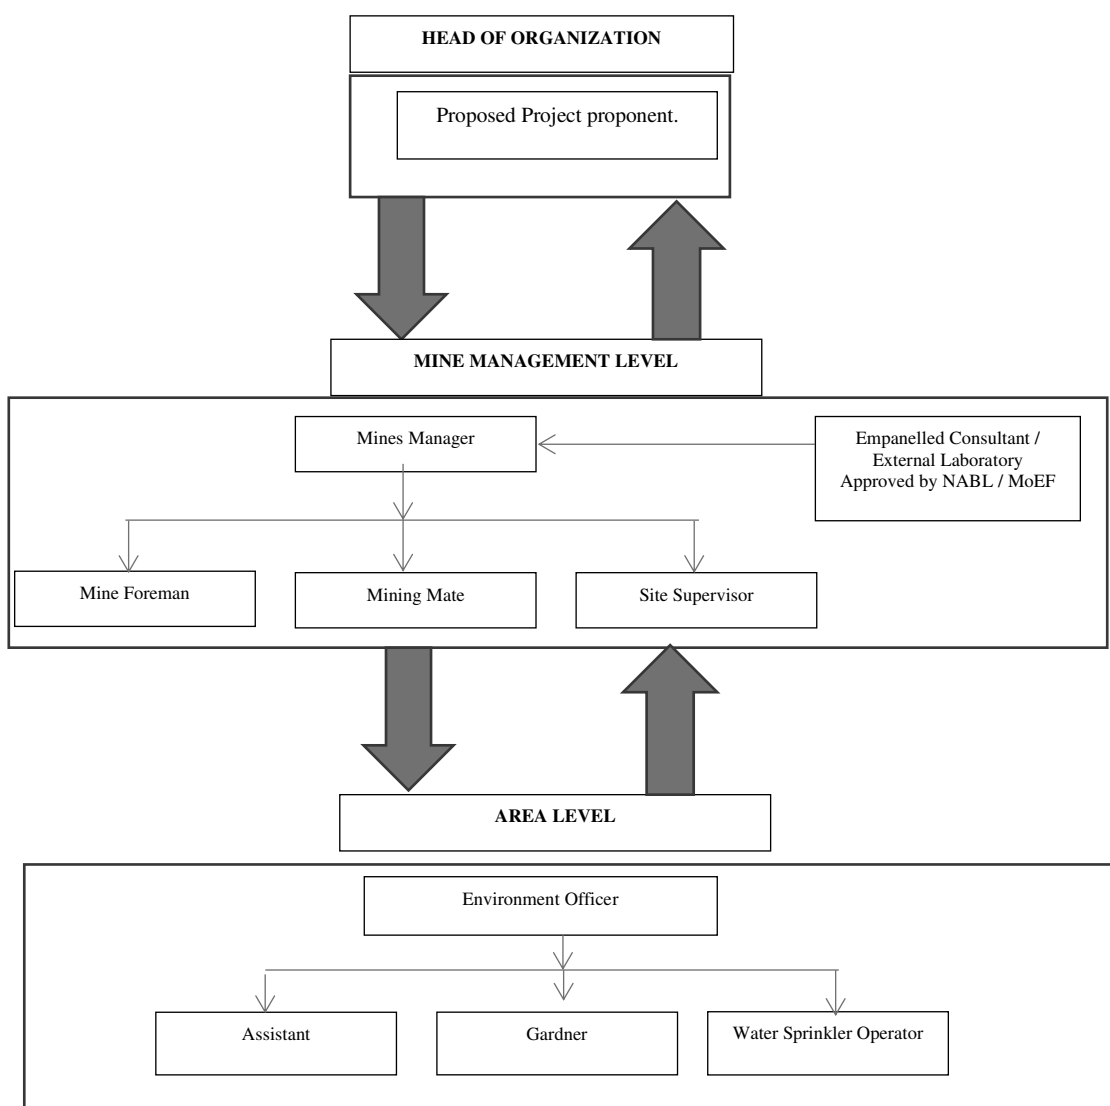 HEAD OF ORGANIZATION
Proposed Project proponent.
MINE MANAGEMENT LEVEL
Mines Manager
Empanelled Consultant /
External Laboratory
Approved by NABL / MoEF
Mine Foreman
Mining Mate
Site Supervisor
AREA LEVEL
Environment Officer
Assistant
Gardner
Water Sprinkler Operator